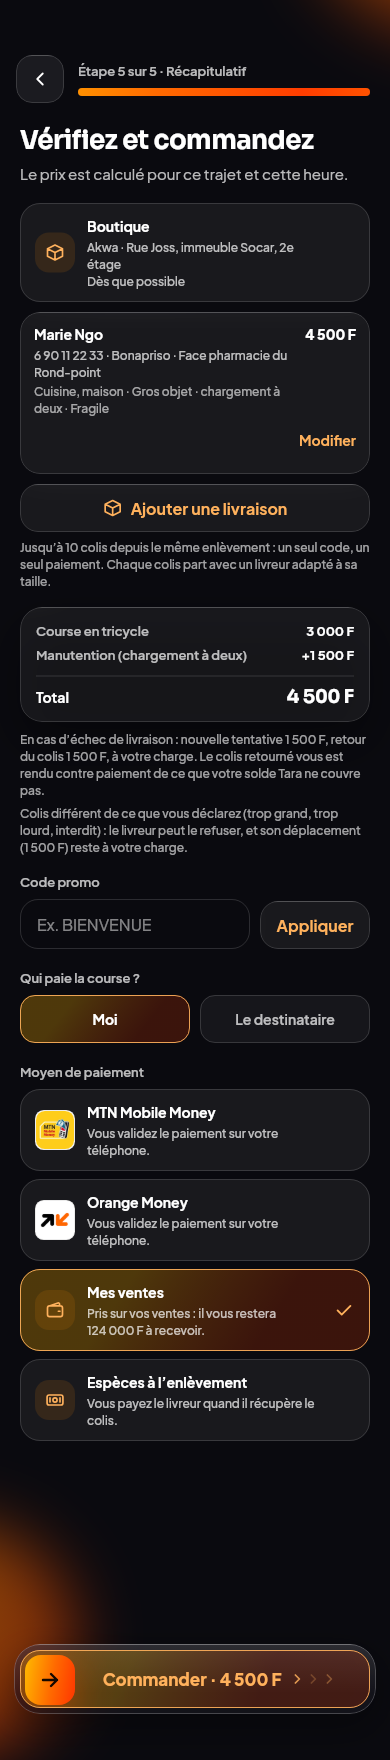 Étape 5 sur 5 · Récapitulatif
Vérifiez et commandez
Le prix est calculé pour ce trajet et cette heure.
Boutique
Akwa · Rue Joss, immeuble Socar, 2e
étage
Dès que possible
Marie Ngo 4 500 F
6 90 11 22 33 · Bonapriso · Face pharmacie du
Rond-point
Cuisine, maison · Gros objet · chargement à
deux · Fragile
Modifier
Ajouter une livraison
Jusqu'à 10 colis depuis le même enlèvement : un seul code, un
seul paiement. Chaque colis part avec un livreur adapté à sa
taille.
Course en tricycle 3 000 F
Manutention (chargement à deux) +1 500 F
Total 4 500 F
En cas d'échec de livraison : nouvelle tentative 1 500 F, retour
du colis 1 500 F, à votre charge. Le colis retourné vous est
rendu contre paiement de ce que votre solde Tara ne couvre
pas.
Colis différent de ce que vous déclarez (trop grand, trop
lourd, interdit) : le livreur peut le refuser, et son déplacement
(1 500 F) reste à votre charge.
Code promo
Ex. BIENVENUE Appliquer
Qui paie la course ?
Moi Le destinataire
Moyen de paiement
MTN Mobile Money
Vous validez le paiement sur votre
téléphone.
Orange Money
Vous validez le paiement sur votre
téléphone.
Mes ventes
Pris sur vos ventes : il vous restera
124 000 F à recevoir.
Espèces à l'enlèvement
Vous payez le livreur quand il récupère le
colis.
Commander · 4 500 F